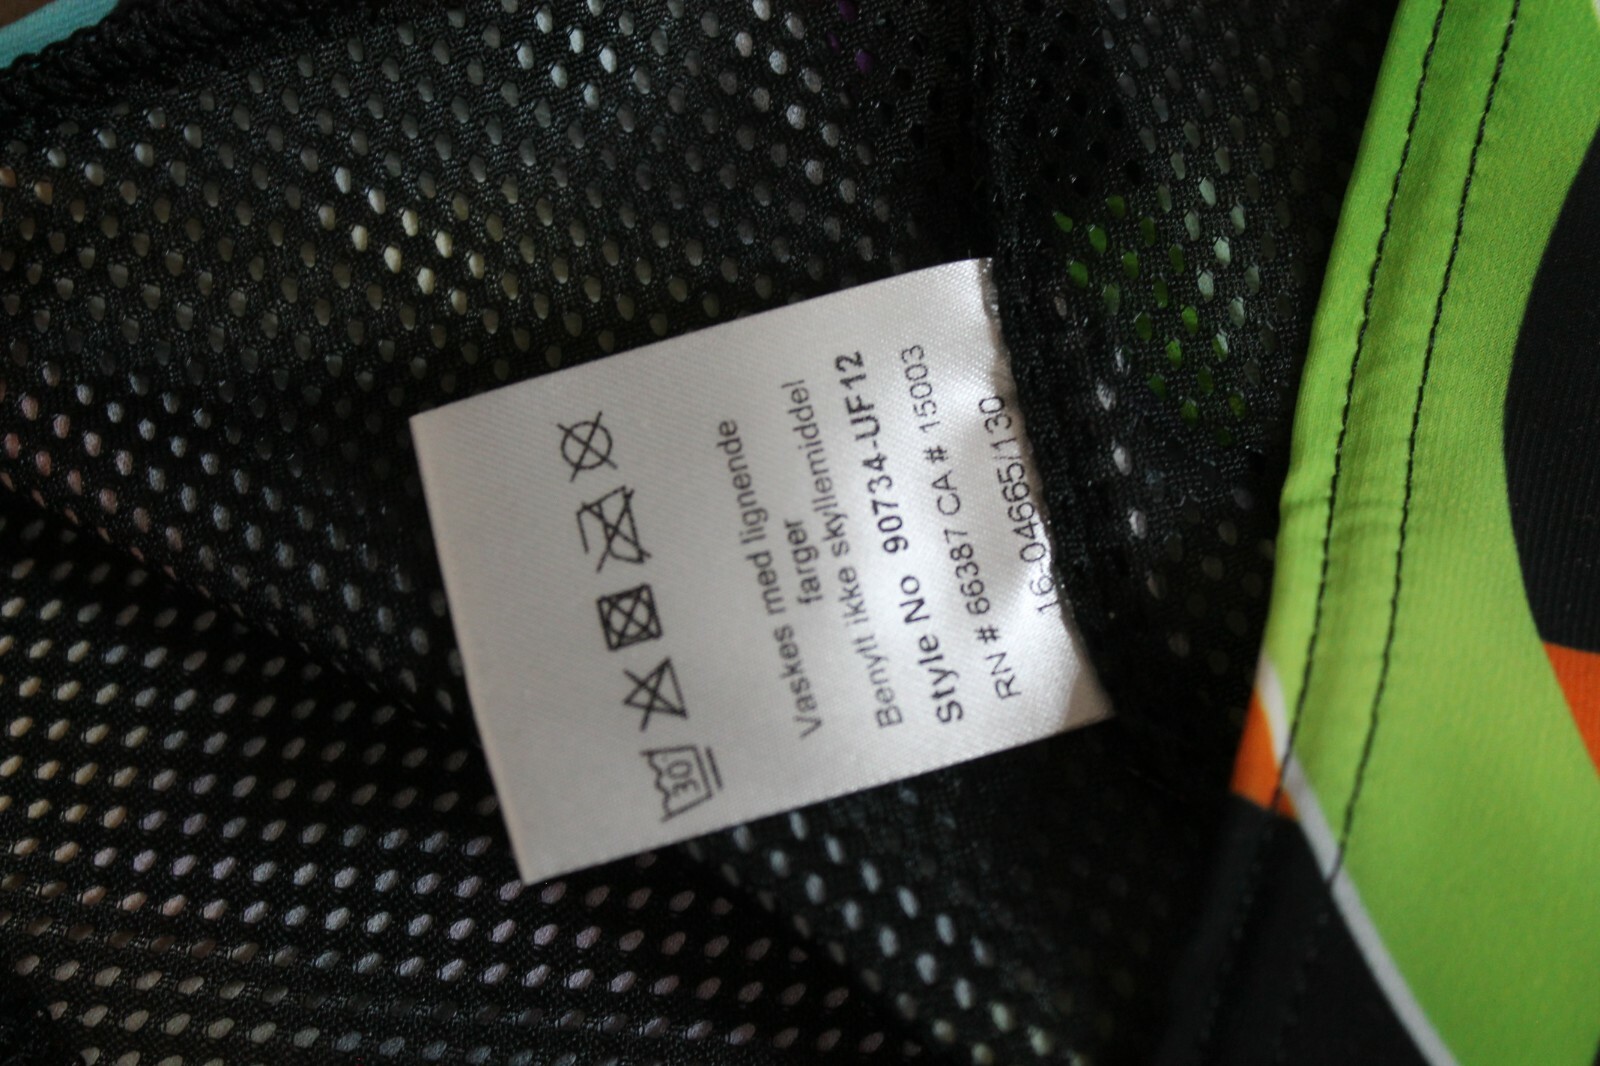 30
Vaskes med lignende
farger
Benytt ikke skyllemiddel
Style No 90734-UF12
RN # 66387 CA # 15003
16-04665/130